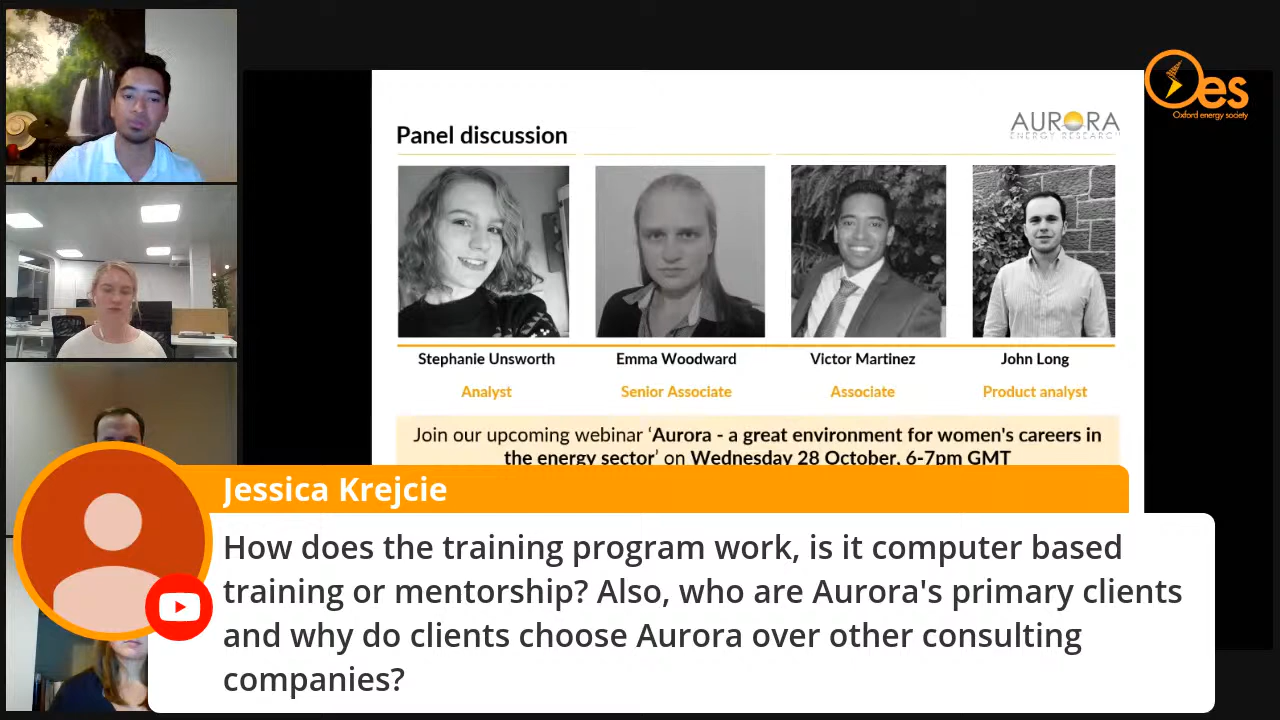 es
Oxford energy society
AURORA
ENERGY RESEARCH
Panel discussion
Stephanie Unsworth
Analyst
Emma Woodward
Senior Associate
Victor Martinez
Associate
John Long
Product analyst
Join our upcoming webinar ‘Aurora - a great environment for women's careers in
the energy sector’ on Wednesday 28 October, 6-7pm GMT
Jessica Krejcie
How does the training program work, is it computer based
training or mentorship? Also, who are Aurora's primary clients
and why do clients choose Aurora over other consulting
companies?